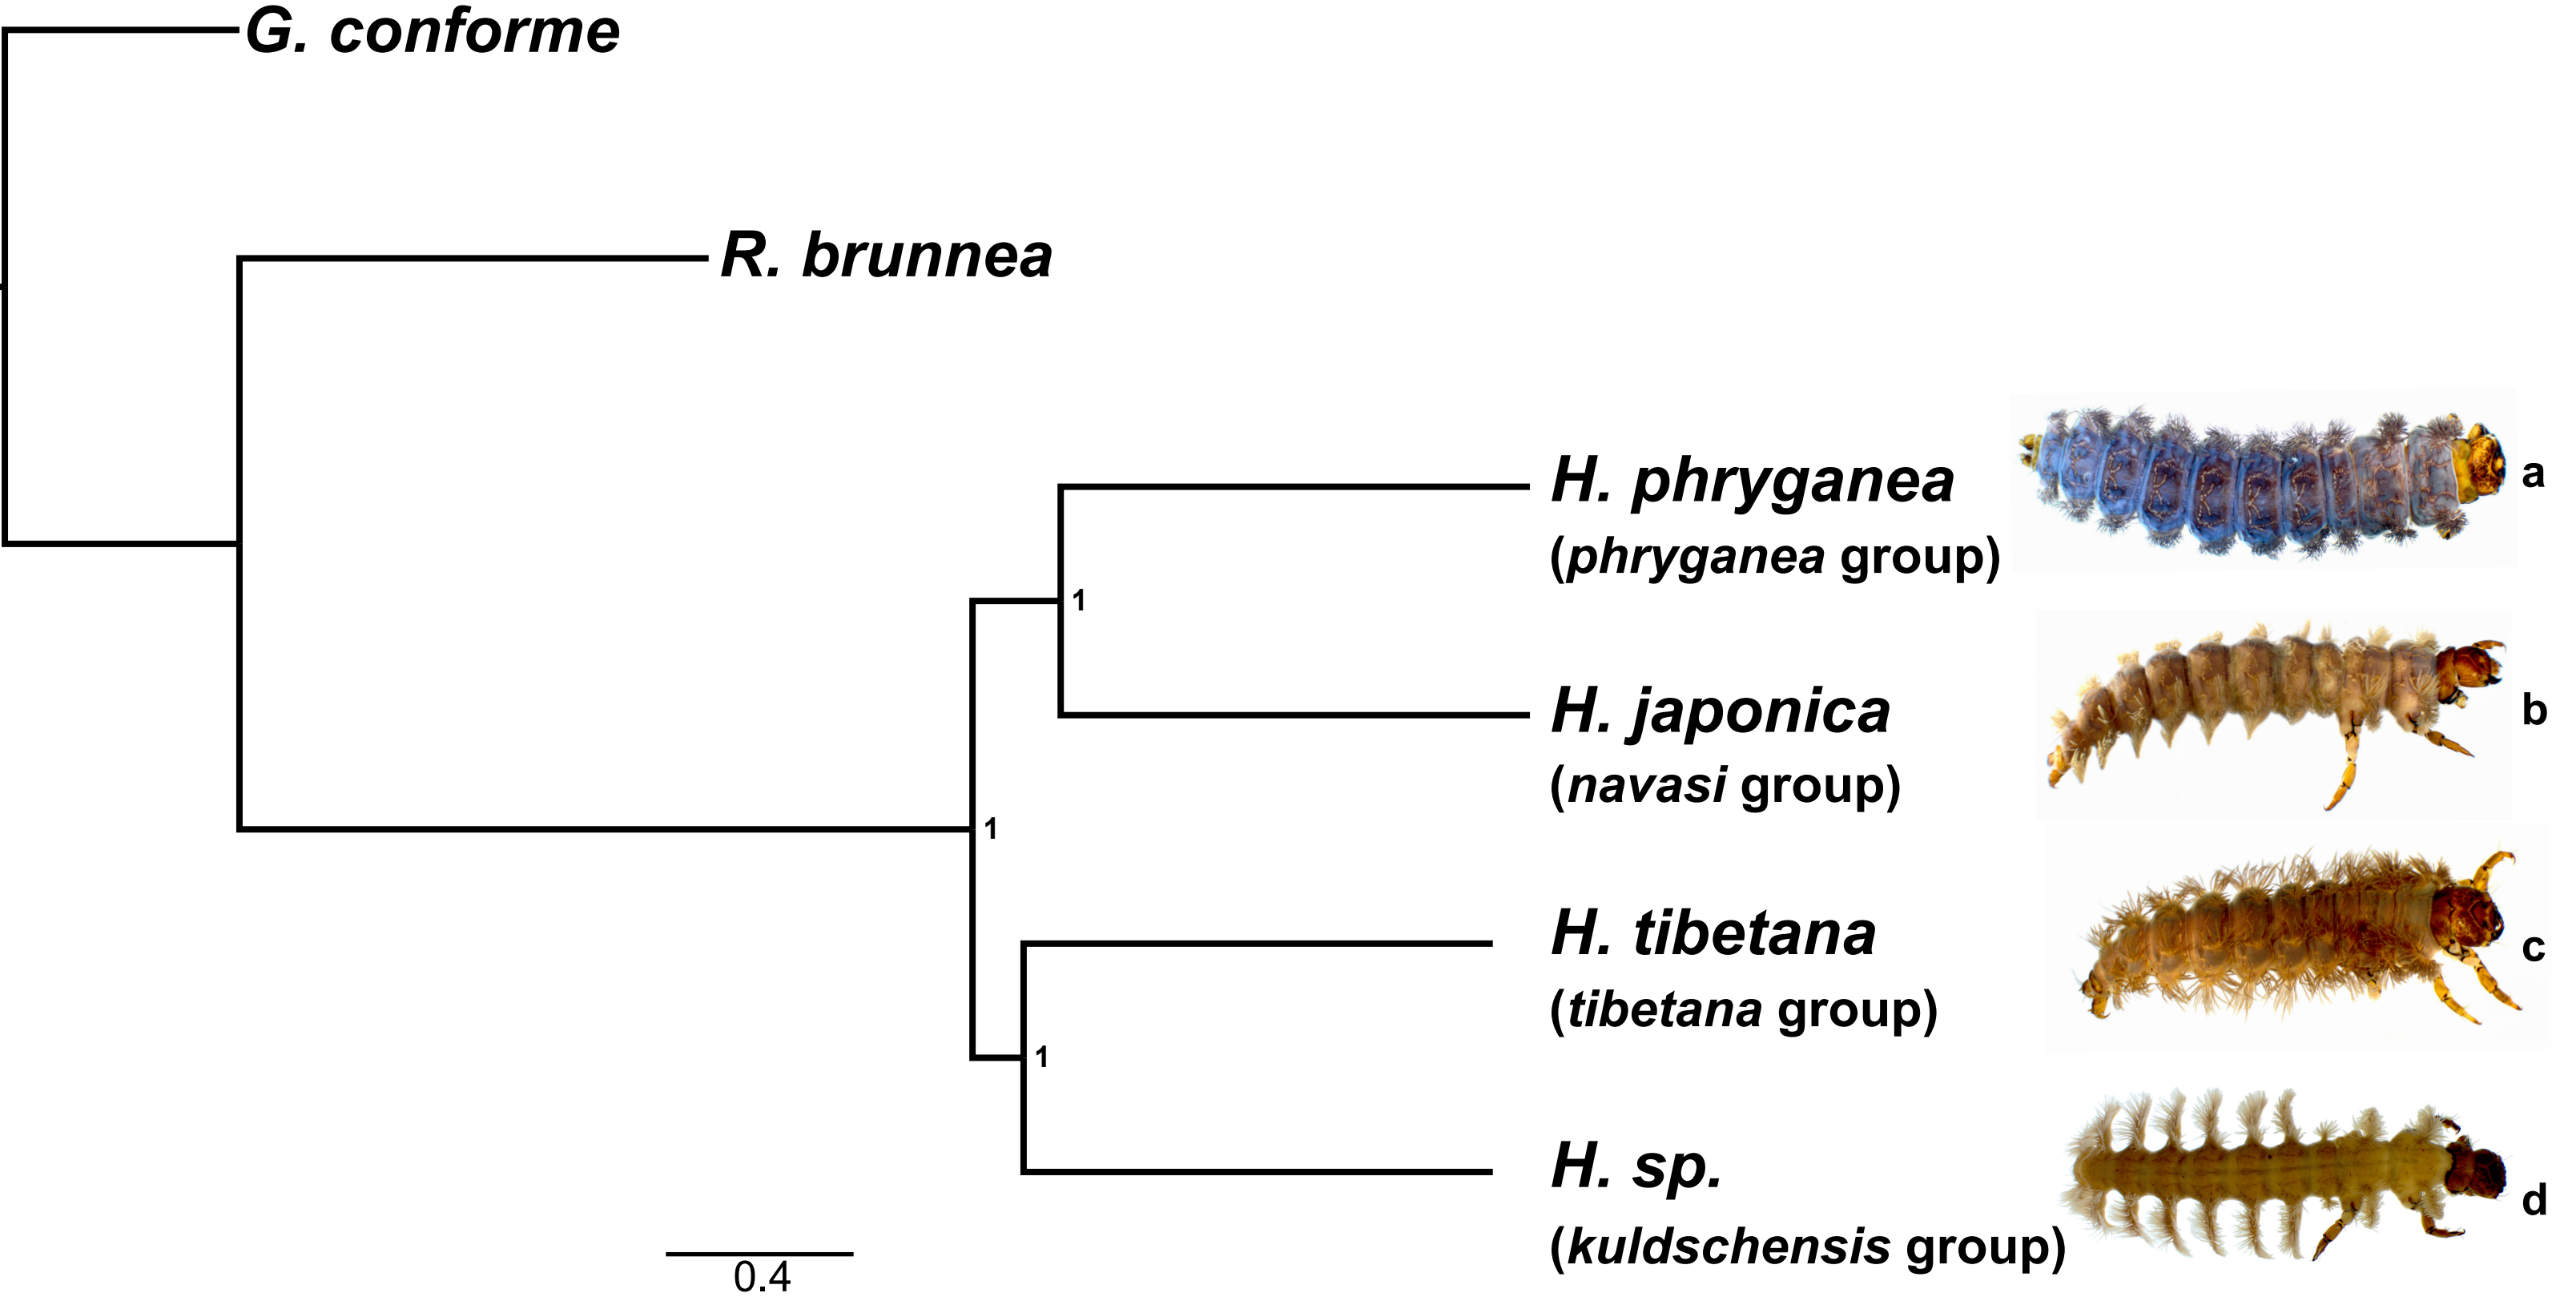 G. conforme
R. brunnea
H. phryganea
a
(phryganea group)
1
H. japonica
b
(navasi group)
1
H. tibetana
c
(tibetana group)
1
H. sp.
d
(kuldschensis group)
0.4